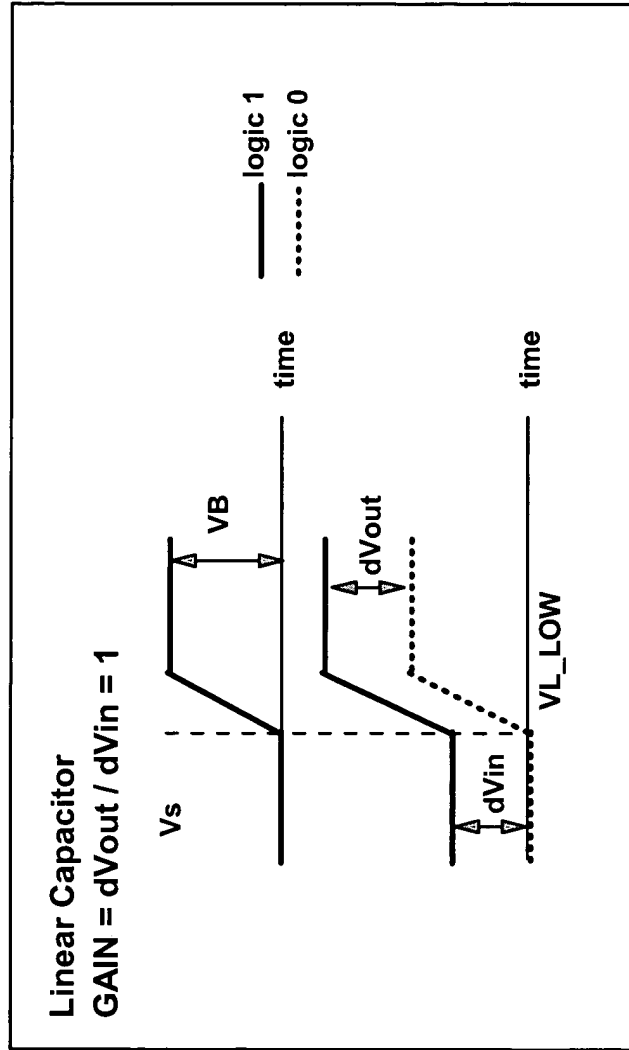 Linear Capacitor
GAIN = dVout / dVin = 1
Vs
VB
time
logic 1
logic 0
dVin
dVout
VL_LOW
time